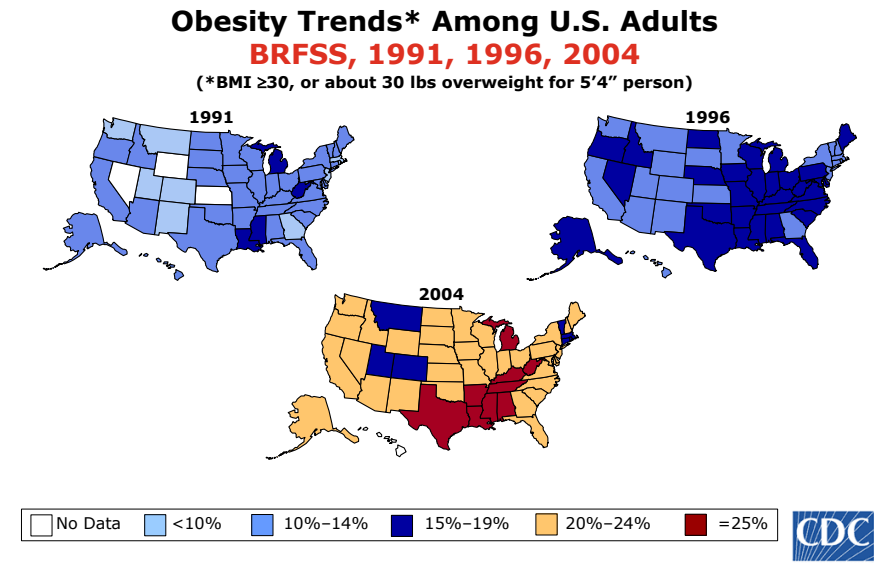 Obesity Trends* Among U.S. Adults
BRFSS, 1991, 1996, 2004
(*BMI ≥30, or about 30 lbs overweight for 5’4” person)
1991
1996
2004
No Data
<10%
10%–14%
15%–19%
20%–24%
=25%
CDC